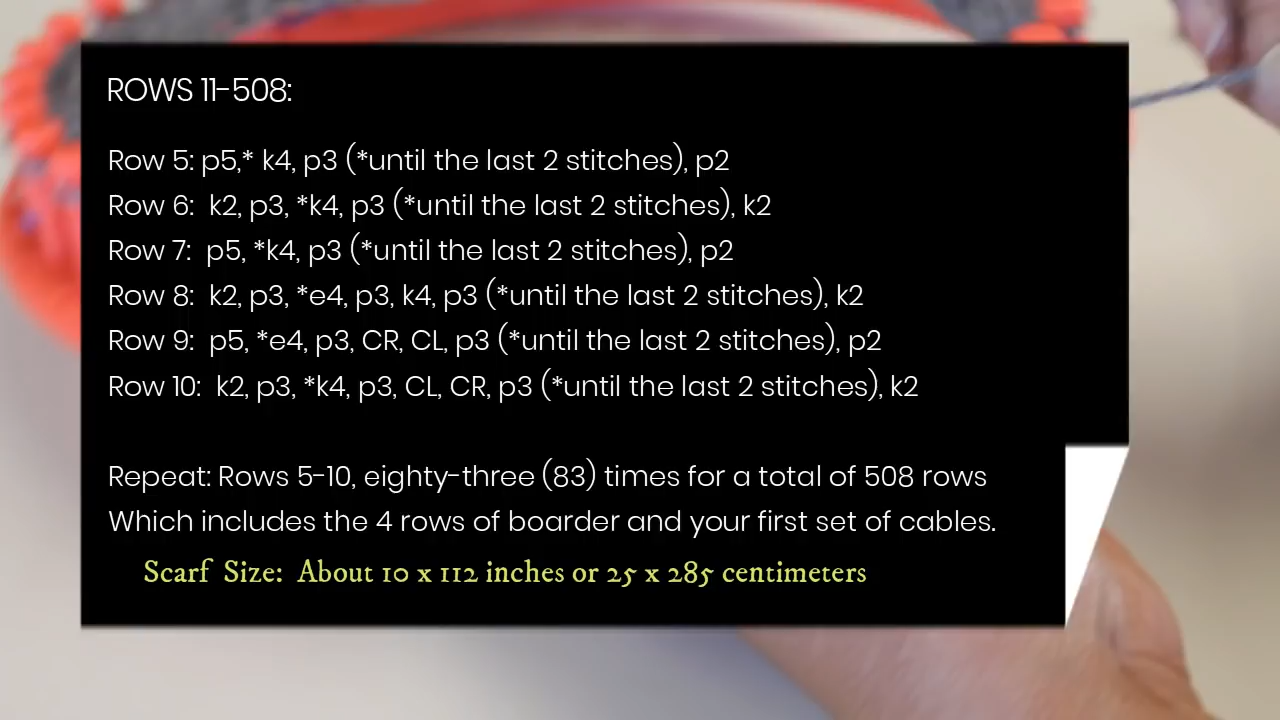 ROWS 11-508:
Row 5: p5,* k4, p3 (*until the last 2 stitches), p2
Row 6: k2, p3, *k4, p3 (*until the last 2 stitches), k2
Row 7: p5, *k4, p3 (*until the last 2 stitches), p2
Row 8: k2, p3, *e4, p3, k4, p3 (*until the last 2 stitches), k2
Row 9: p5, *e4, p3, CR, CL, p3 (*until the last 2 stitches), p2
Row 10: k2, p3, *k4, p3, CL, CR, p3 (*until the last 2 stitches), k2
Repeat: Rows 5-10, eighty-three (83) times for a total of 508 rows
Which includes the 4 rows of boarder and your first set of cables.
Scarf Size: About 10 x 112 inches or 25 x 285 centimeters